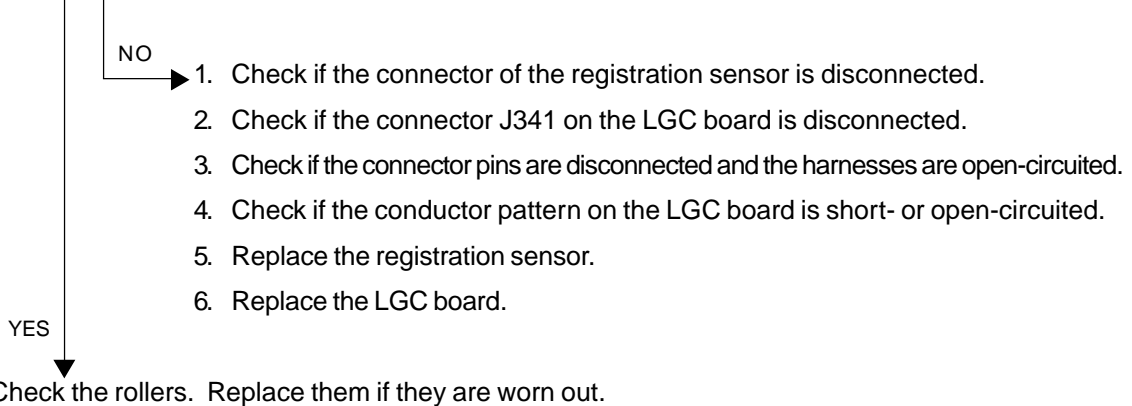 NO
1. Check if the connector of the registration sensor is disconnected.
2. Check if the connector J341 on the LGC board is disconnected.
3. Check if the connector pins are disconnected and the harnesses are open-circuited.
4. Check if the conductor pattern on the LGC board is short- or open-circuited.
5. Replace the registration sensor.
6. Replace the LGC board.
YES
Check the rollers. Replace them if they are worn out.